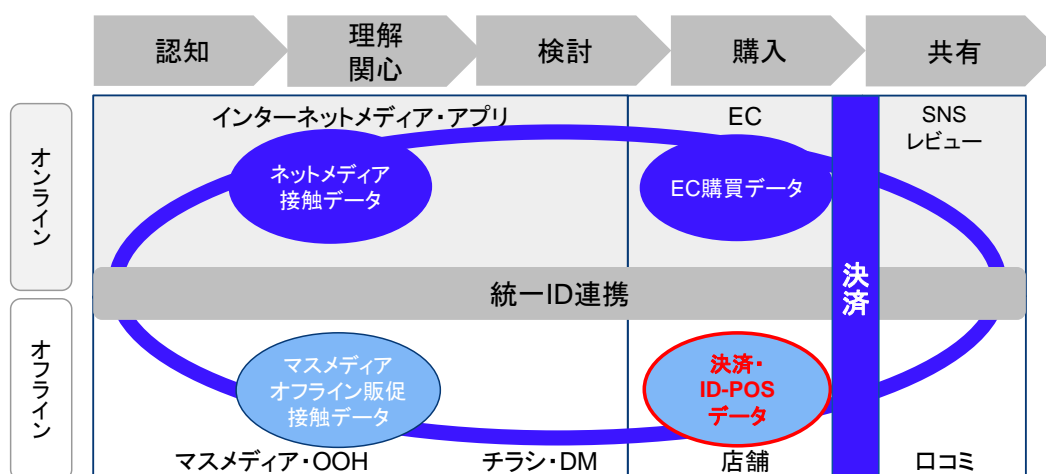 認知
理解
関心
検討
購入
共有
オンライン
インターネットメディア・アプリ
EC
SNS
レビュー
ネットメディア
接触データ
EC購買データ
統一ID連携
決済
オフライン
マスメディア
オフライン販促
接触データ
決済・
ID-POS
データ
マスメディア・OOH
チラシ・DM
店舗
口コミ